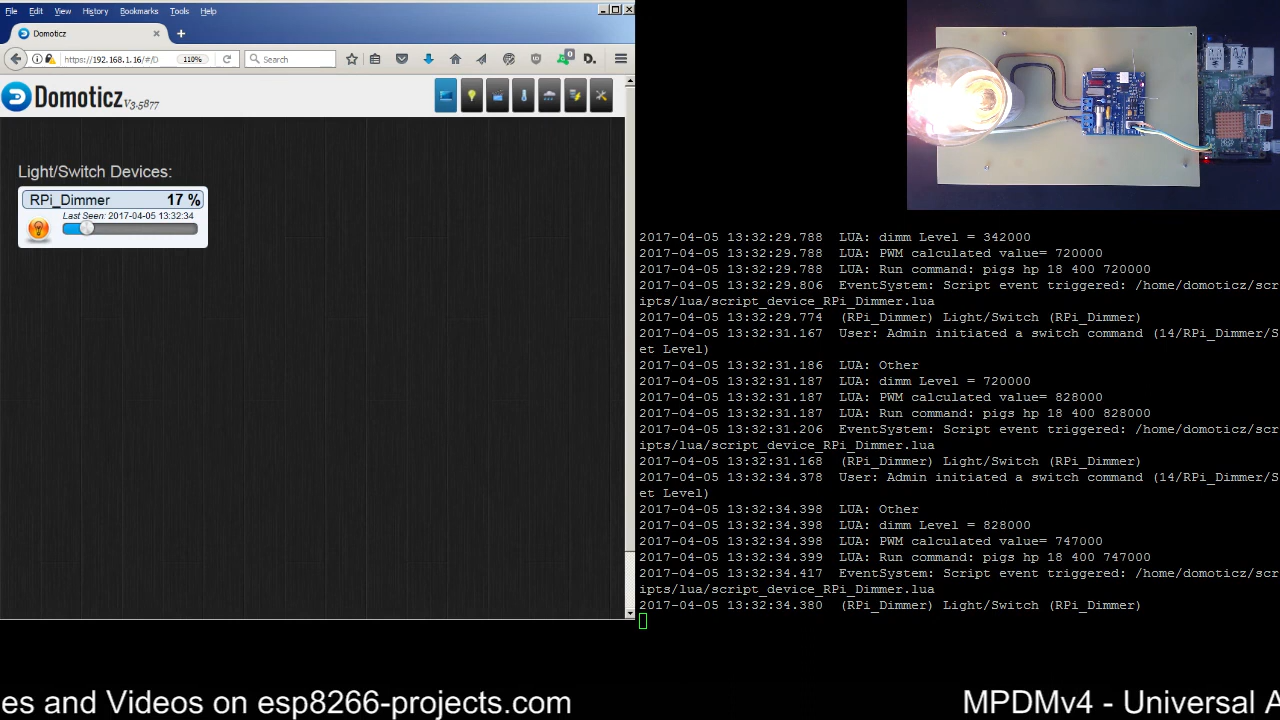 File Edit View History Bookmarks Tools Help
Domoticz
https://192.168.1.16/#/D 110% Search
Domoticz V3.5877
Light/Switch Devices:
RPi_Dimmer 17 %
Last Seen: 2017-04-05 13:32:34
2017-04-05 13:32:29.788 LUA: dimm Level = 342000
2017-04-05 13:32:29.788 LUA: PWM calculated value= 720000
2017-04-05 13:32:29.788 LUA: Run command: pigs hp 18 400 720000
2017-04-05 13:32:29.806 EventSystem: Script event triggered: /home/domoticz/scr
ipts/lua/script_device_RPi_Dimmer.lua
2017-04-05 13:32:29.774 (RPi_Dimmer) Light/Switch (RPi_Dimmer)
2017-04-05 13:32:31.167 User: Admin initiated a switch command (14/RPi_Dimmer/S
et Level)
2017-04-05 13:32:31.186 LUA: Other
2017-04-05 13:32:31.187 LUA: dimm Level = 720000
2017-04-05 13:32:31.187 LUA: PWM calculated value= 828000
2017-04-05 13:32:31.187 LUA: Run command: pigs hp 18 400 828000
2017-04-05 13:32:31.206 EventSystem: Script event triggered: /home/domoticz/scr
ipts/lua/script_device_RPi_Dimmer.lua
2017-04-05 13:32:31.168 (RPi_Dimmer) Light/Switch (RPi_Dimmer)
2017-04-05 13:32:34.378 User: Admin initiated a switch command (14/RPi_Dimmer/S
et Level)
2017-04-05 13:32:34.398 LUA: Other
2017-04-05 13:32:34.398 LUA: dimm Level = 828000
2017-04-05 13:32:34.398 LUA: PWM calculated value= 747000
2017-04-05 13:32:34.399 LUA: Run command: pigs hp 18 400 747000
2017-04-05 13:32:34.417 EventSystem: Script event triggered: /home/domoticz/scr
ipts/lua/script_device_RPi_Dimmer.lua
2017-04-05 13:32:34.380 (RPi_Dimmer) Light/Switch (RPi_Dimmer)
es and Videos on esp8266-projects.com MPDMv4 - Universal A